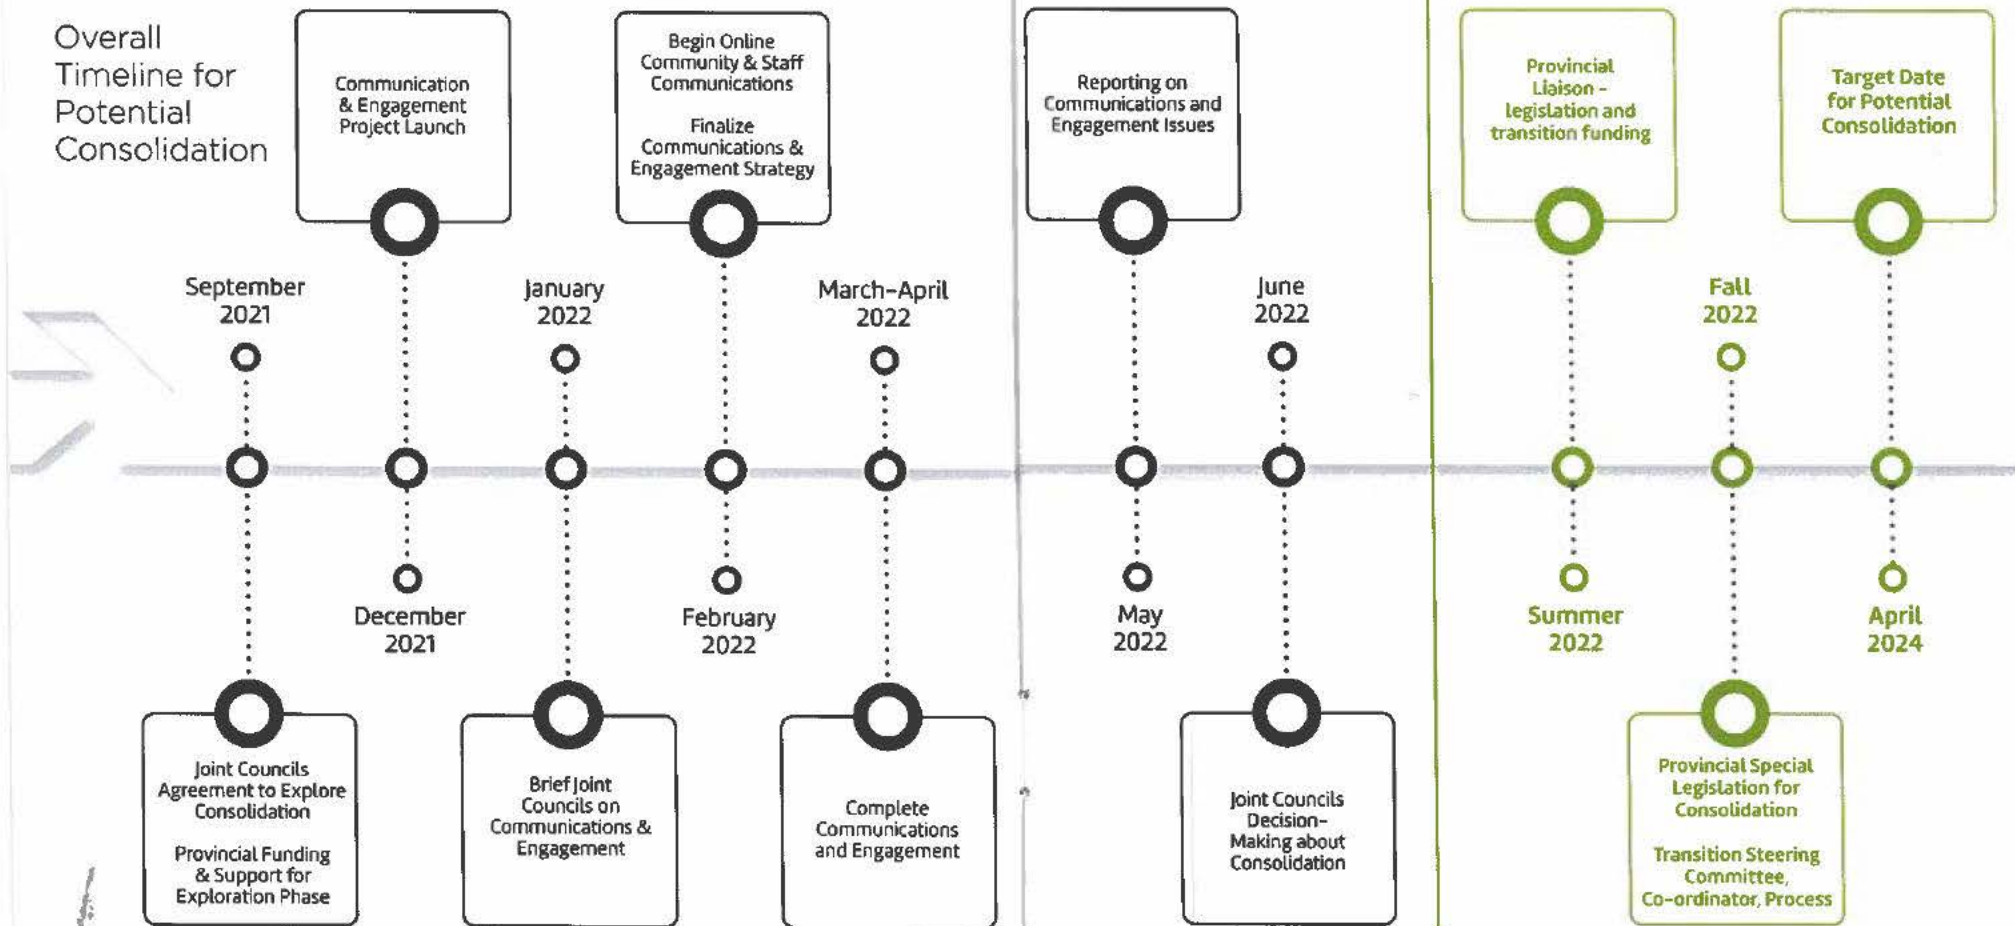 Overall
Timeline for
Potential
Consolidation
Communication
& Engagement
Project Launch
Begin Online
Community & Staff
Communications
Finalize
Communications &
Engagement Strategy
Reporting on
Communications and
Engagement Issues
Provincial
Liaison -
legislation and
transition funding
Target Date
for Potential
Consolidation
September
2021
January
2022
March-April
2022
June
2022
Fall
2022
December
2021
February
2022
May
2022
Summer
2022
April
2024
Joint Councils
Agreement to Explore
Consolidation
Provincial Funding
& Support for
Exploration Phase
Brief Joint
Councils on
Communications &
Engagement
Complete
Communications
and Engagement
Joint Councils
Decision-
Making about
Consolidation
Provincial Special
Legislation for
Consolidation
Transition Steering
Committee,
Co-ordinator, Process